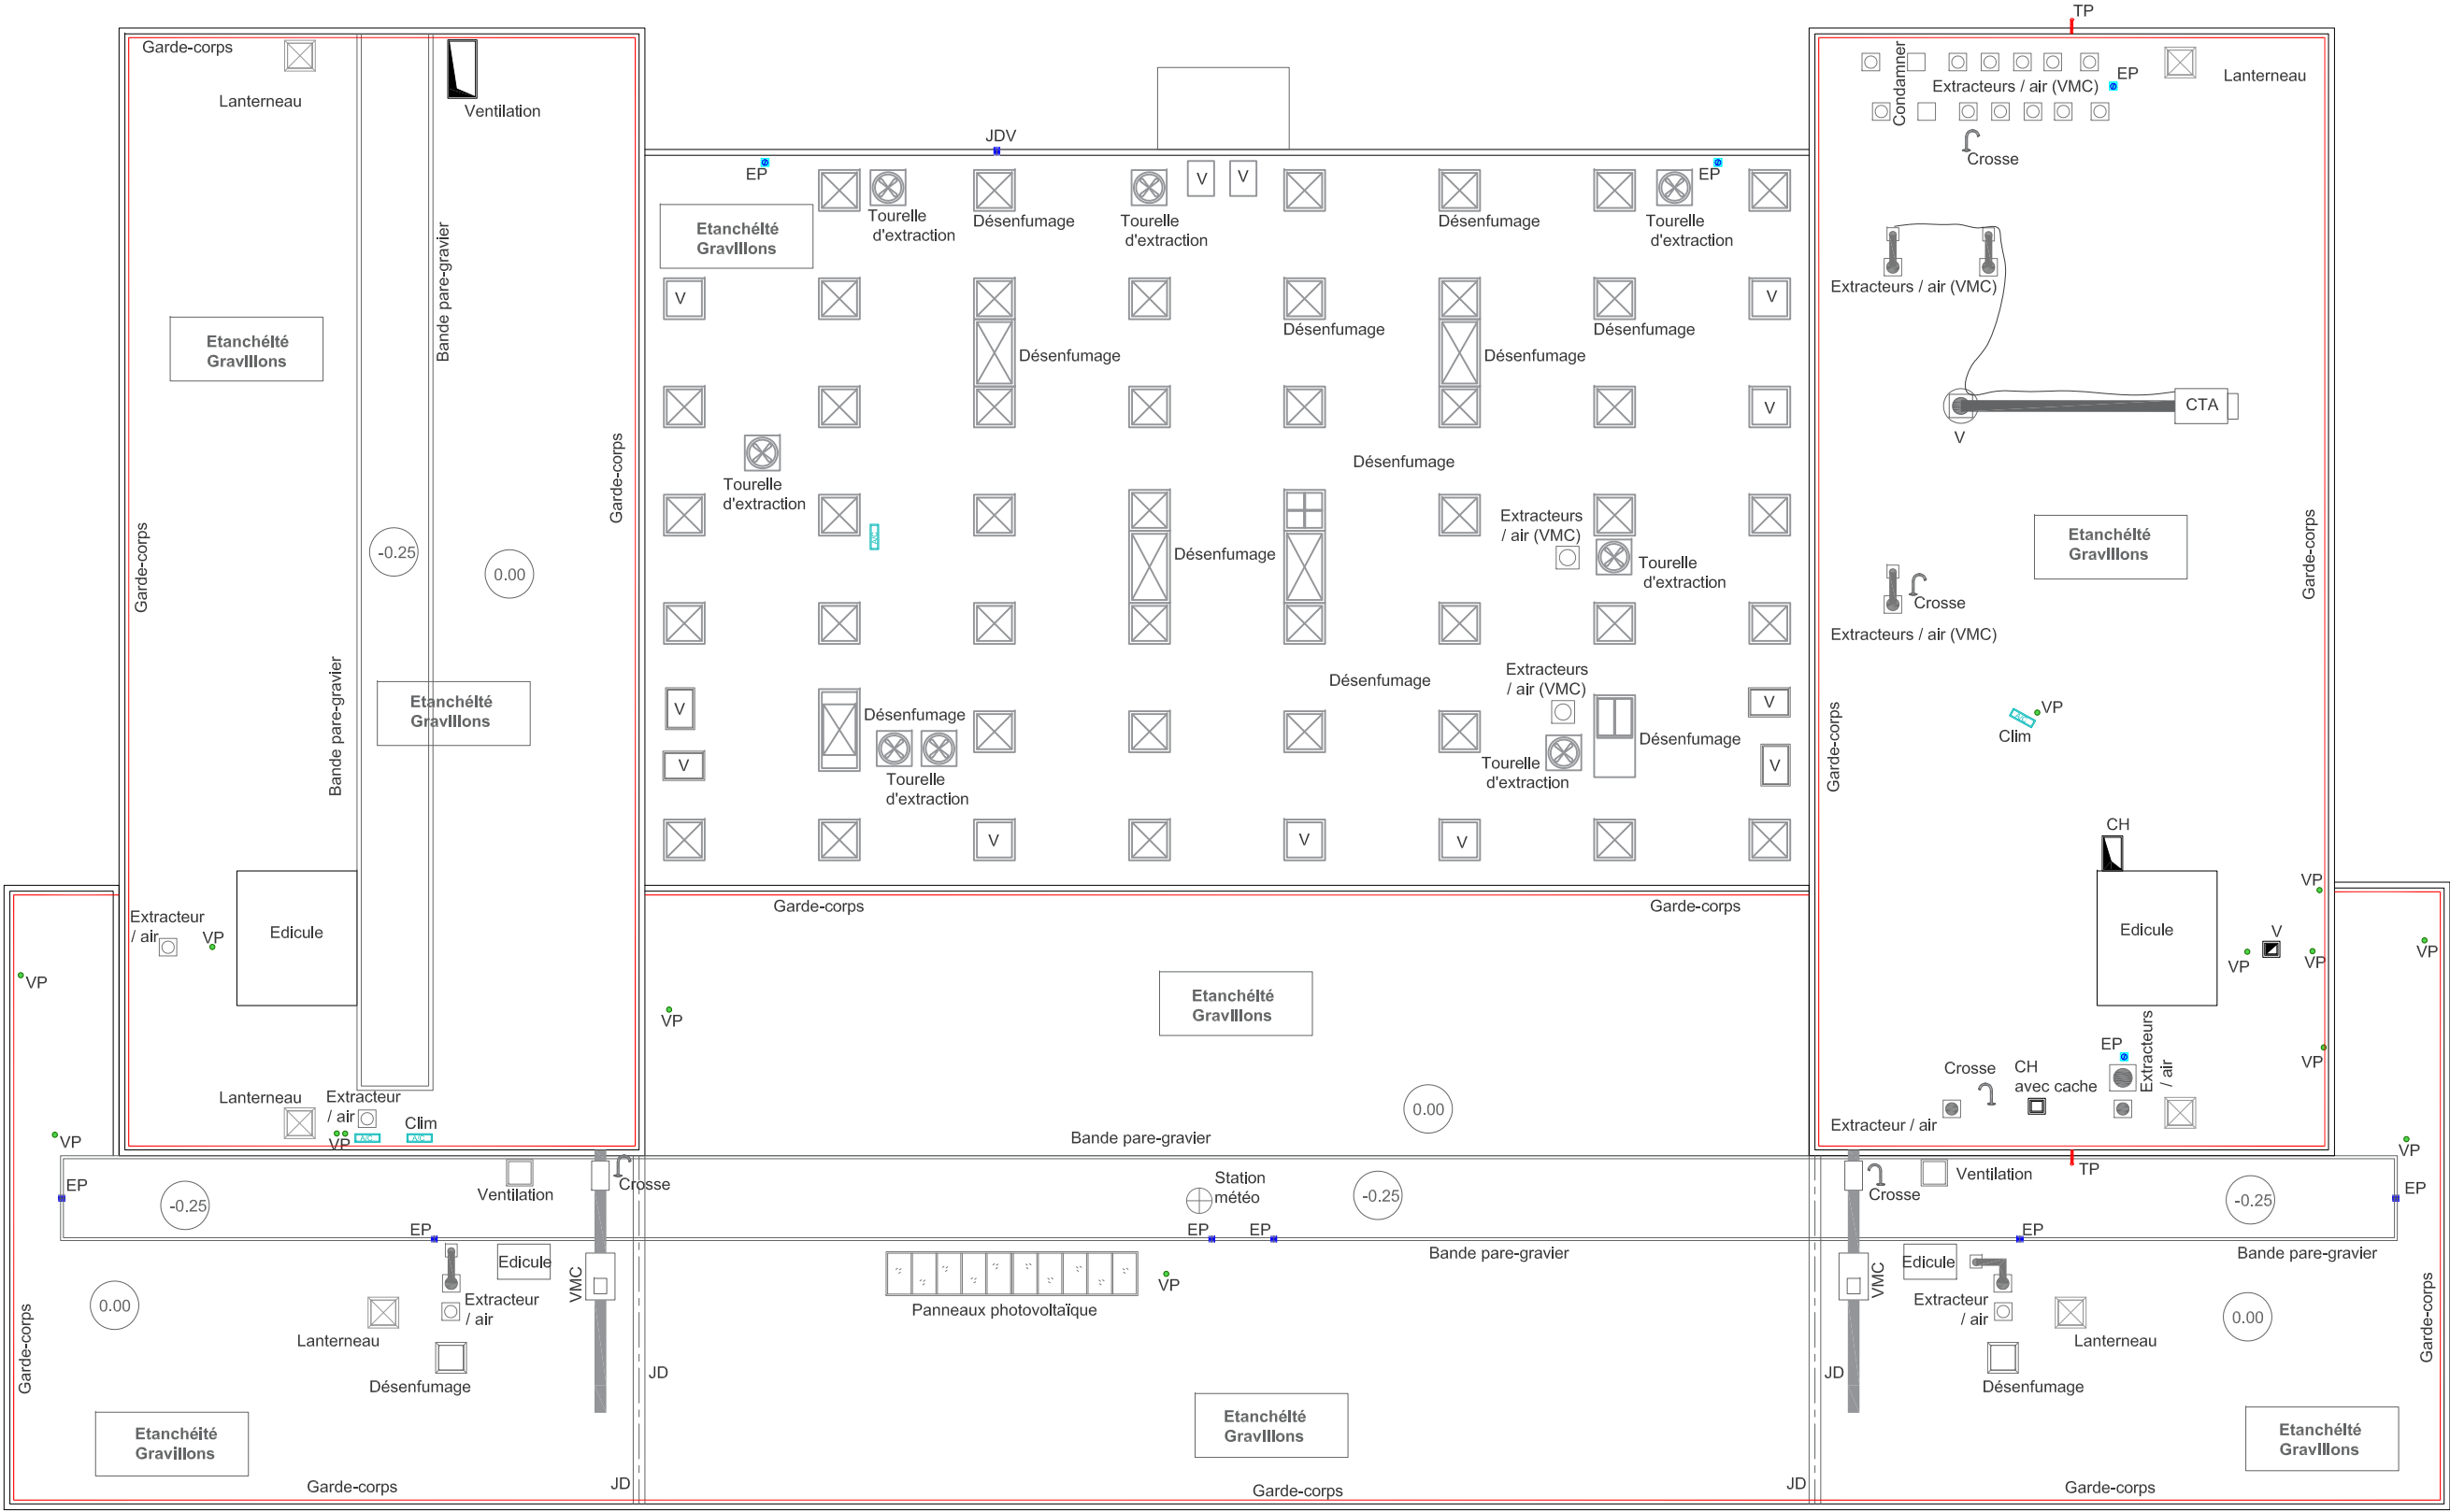 TP
Garde-corps
Lanterneau
Ventilation
Condamner
EP
Extracteurs / air (VMC)
Lanterneau
Crosse
JDV
EP
V
V
EP
Tourelle
d'extraction
Désenfumage
Tourelle
d'extraction
Désenfumage
Tourelle
d'extraction
Etanchéité
Gravillons
Bande pare-gravier
Extracteurs / air (VMC)
V
V
Désenfumage
Désenfumage
Etanchéité
Gravillons
Désenfumage
Désenfumage
V
CTA
V
Garde-corps
Désenfumage
Tourelle
d'extraction
Garde-corps
-0.25
0.00
A/C
Désenfumage
Extracteurs
/ air (VMC)
Tourelle
d'extraction
Etanchéité
Gravillons
Garde-corps
Crosse
Extracteurs / air (VMC)
Bande pare-gravier
Etanchéité
Gravillons
V
V
Désenfumage
Tourelle
d'extraction
Désenfumage
Extracteurs
/ air (VMC)
Tourelle
d'extraction
Désenfumage
V
V
Garde-corps
A/C
VP
Clim
V
V
V
CH
Garde-corps
Garde-corps
VP
Extracteur
/ air
VP
Edicule
Edicule
VP
V
VP
VP
VP
Etanchéité
Gravillons
VP
EP
Extracteurs
/ air
VP
Lanterneau
Extracteur
/ air
Clim
VP
A/C
A/C
VP
0.00
Bande pare-gravier
Crosse
CH
avec cache
Extracteur / air
VP
EP
-0.25
Ventilation
Crosse
Station
météo
-0.25
Crosse
Ventilation
TP
-0.25
EP
EP
EP
EP
Bande pare-gravier
Bande pare-gravier
Edicule
VMC
VP
VMC
Edicule
0.00
Extracteur
/ air
Lanterneau
Panneaux photovoltaïque
Extracteur
/ air
Lanterneau
0.00
Garde-corps
Désenfumage
JD
JD
Désenfumage
Garde-corps
Etanchéité
Gravillons
Etanchéité
Gravillons
Etanchéité
Gravillons
Garde-corps
JD
Garde-corps
JD
Garde-corps